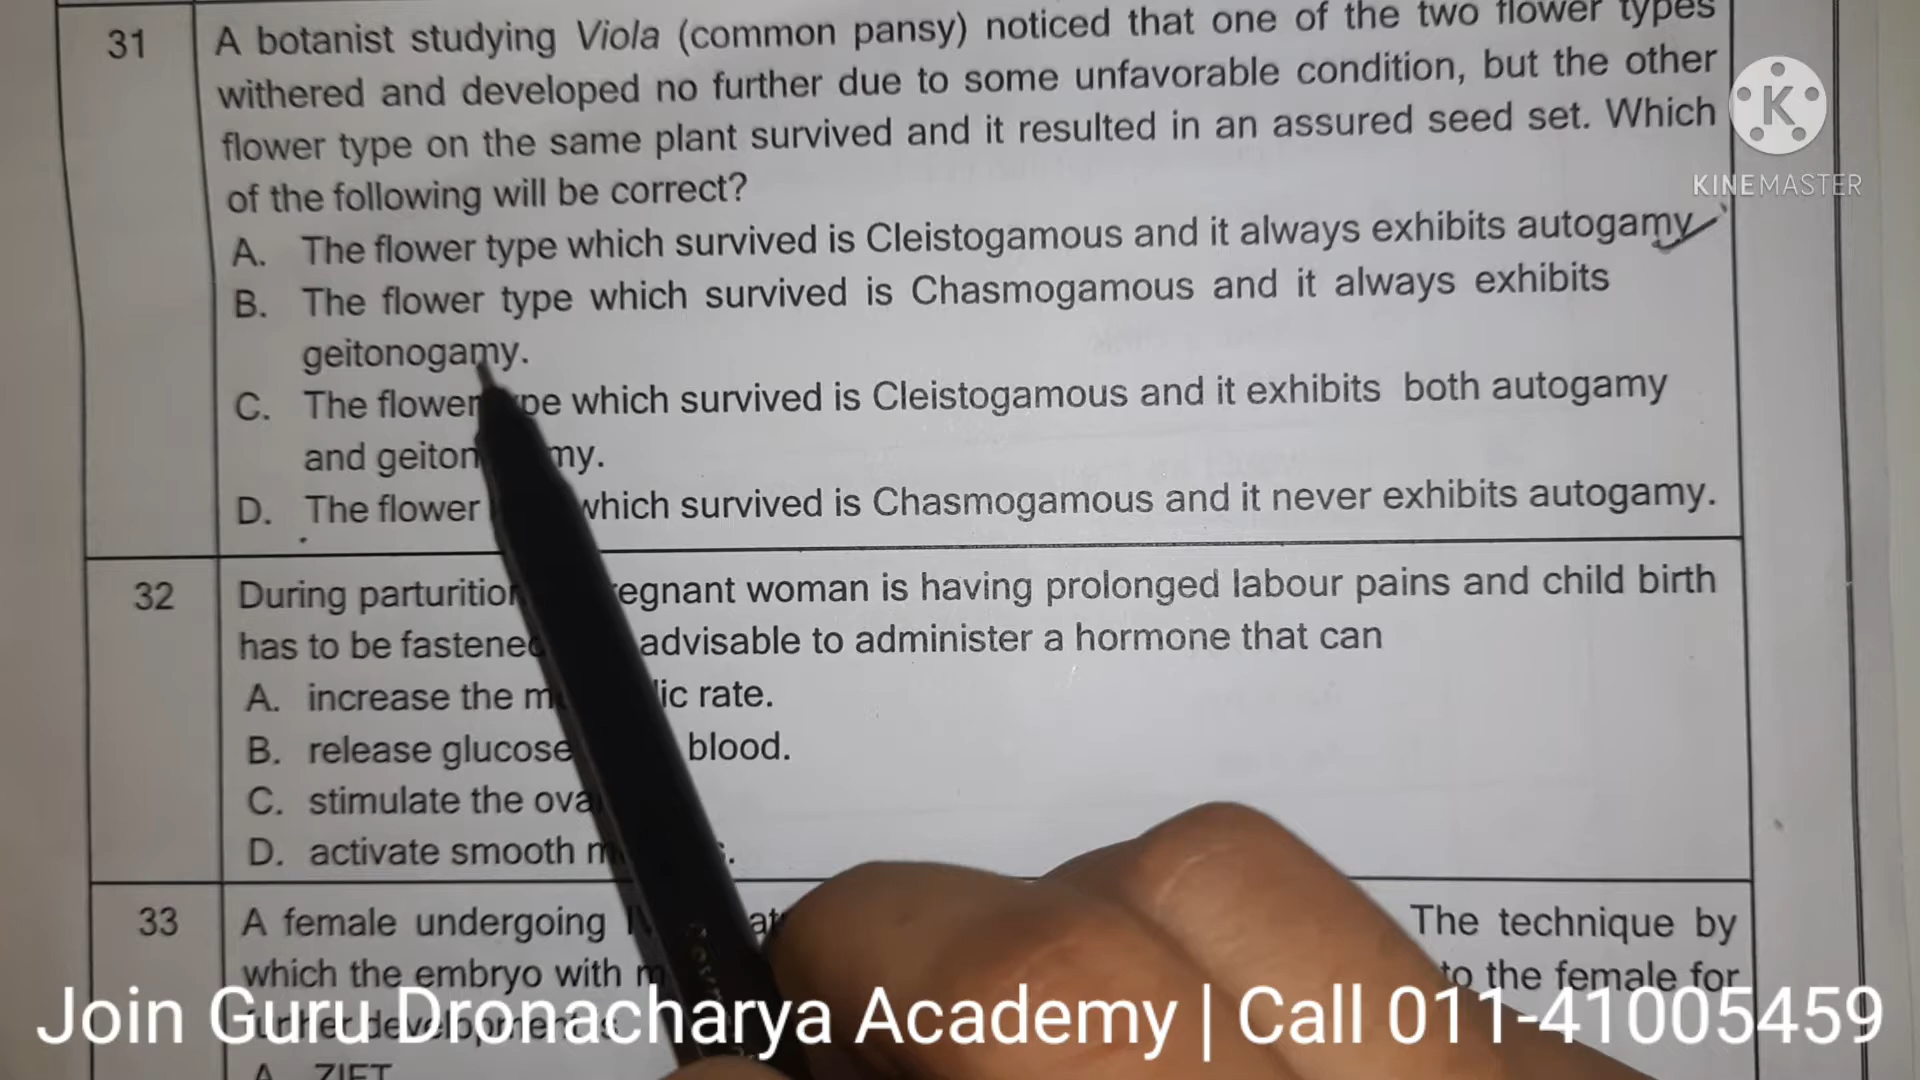 31 A botanist studying Viola (common pansy) noticed that one of the two flower types
withered and developed no further due to some unfavorable condition, but the other
flower type on the same plant survived and it resulted in an assured seed set. Which
of the following will be correct?
A. The flower type which survived is Cleistogamous and it always exhibits autogamy
B. The flower type which survived is Chasmogamous and it always exhibits
geitonogamy.
C. The flower which survived is Cleistogamous and it exhibits both autogamy
and
D. The flower which survived is Chasmogamous and it never exhibits autogamy.
32 During woman is having prolonged labour pains and child birth
has to be advisable to administer a hormone that can
A. increase the rate.
B. release glucose blood.
C. stimulate the
D. activate smooth
33 A female undergoing The technique by
which the embryo with to the female for
A. ZIFT
K
KINEMASTER
Join Guru Dronacharya Academy | Call 011-41005459